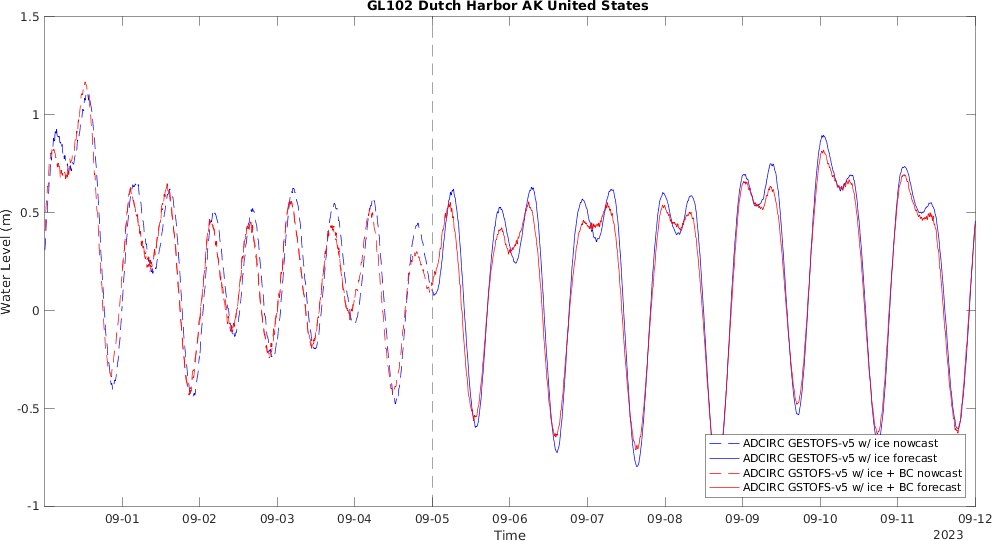 GL102 Dutch Harbor AK United States
1.5
1
0.5
0
-0.5
-1
Water Level (m)
09-01 09-02 09-03 09-04 09-05 09-06 09-07 09-08 09-09 09-10 09-11 09-12
Time
2023
ADCIRC GESTOFS-v5 w/ ice nowcast
ADCIRC GESTOFS-v5 w/ ice forecast
ADCIRC GSTOFS-v5 w/ ice + BC nowcast
ADCIRC GSTOFS-v5 w/ ice + BC forecast